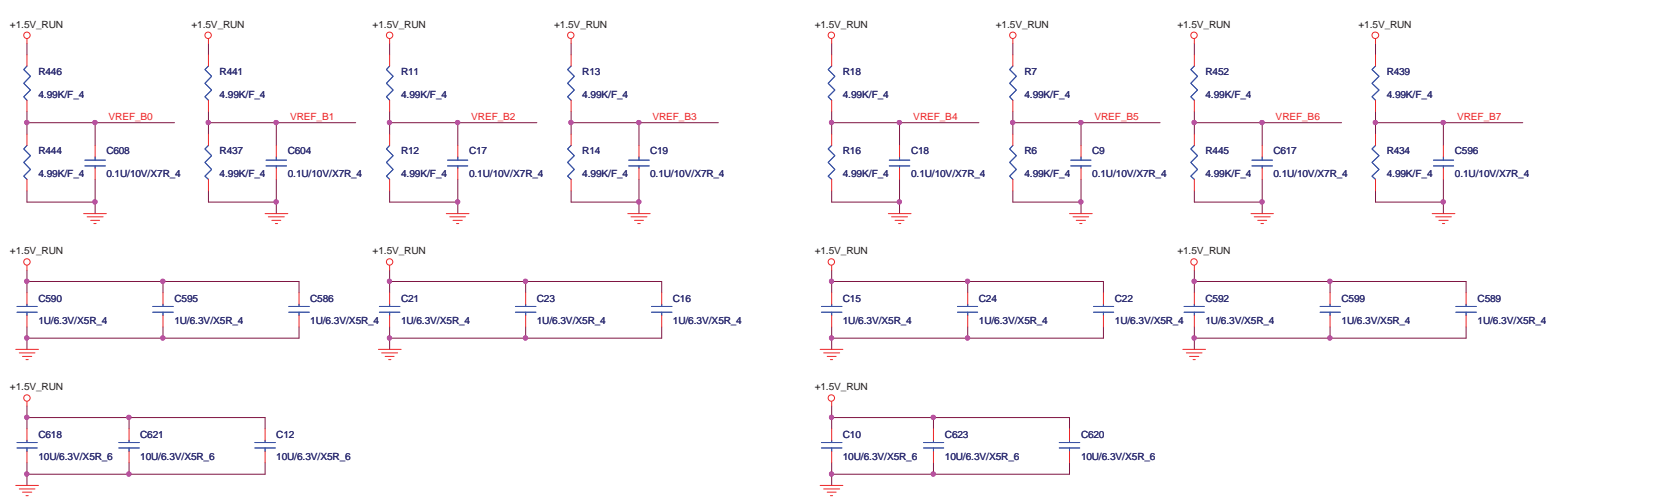 +1.5V_RUN +1.5V_RUN +1.5V_RUN +1.5V_RUN +1.5V_RUN +1.5V_RUN +1.5V_RUN +1.5V_RUN
R446 R441 R11 R13 R18 R7 R452 R439
4.99K/F_4 4.99K/F_4 4.99K/F_4 4.99K/F_4 4.99K/F_4 4.99K/F_4 4.99K/F_4 4.99K/F_4
VREF_B0 VREF_B1 VREF_B2 VREF_B3 VREF_B4 VREF_B5 VREF_B6 VREF_B7
R444 C608 R437 C604 R12 C17 R14 C19 R16 C18 R6 C9 R445 C617 R434 C596
4.99K/F_4 0.1U/10V/X7R_4 4.99K/F_4 0.1U/10V/X7R_4 4.99K/F_4 0.1U/10V/X7R_4 4.99K/F_4 0.1U/10V/X7R_4 4.99K/F_4 0.1U/10V/X7R_4 4.99K/F_4 0.1U/10V/X7R_4 4.99K/F_4 0.1U/10V/X7R_4 4.99K/F_4 0.1U/10V/X7R_4
+1.5V_RUN +1.5V_RUN +1.5V_RUN +1.5V_RUN
C590 C595 C586 C21 C23 C16 C15 C24 C22 C592 C599 C589
1U/6.3V/X5R_4 1U/6.3V/X5R_4 1U/6.3V/X5R_4 1U/6.3V/X5R_4 1U/6.3V/X5R_4 1U/6.3V/X5R_4 1U/6.3V/X5R_4 1U/6.3V/X5R_4 1U/6.3V/X5R_4 1U/6.3V/X5R_4 1U/6.3V/X5R_4 1U/6.3V/X5R_4
+1.5V_RUN +1.5V_RUN
C618 C621 C12 C10 C623 C620
10U/6.3V/X5R_6 10U/6.3V/X5R_6 10U/6.3V/X5R_6 10U/6.3V/X5R_6 10U/6.3V/X5R_6 10U/6.3V/X5R_6